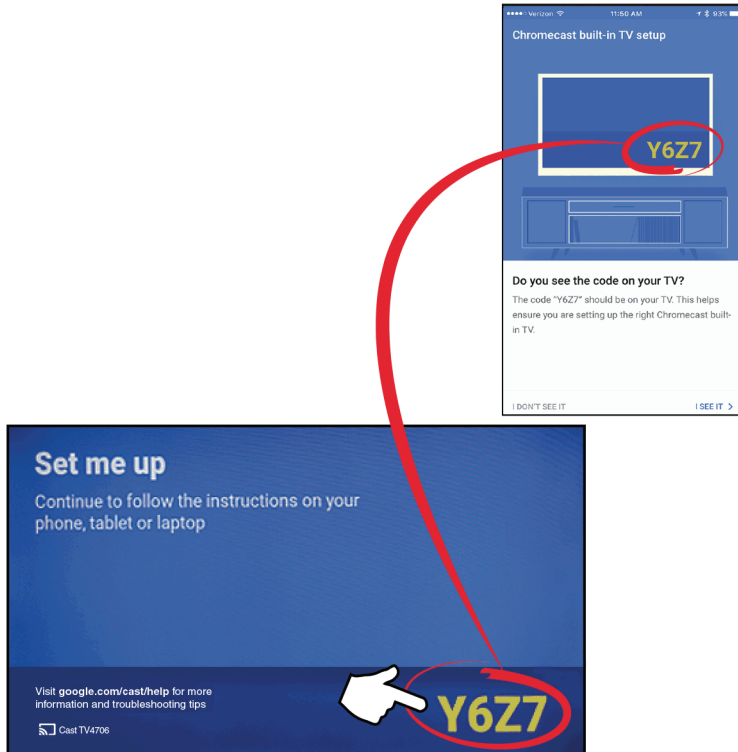 Verizon 11:50 AM 93%
Chromecast built-in TV setup
Y6Z7
Do you see the code on your TV?
The code "Y6Z7" should be on your TV. This helps
ensure you are setting up the right Chromecast built-
in TV.
I DON'T SEE IT I SEE IT >
Set me up
Continue to follow the instructions on your
phone, tablet or laptop
Visit google.com/cast/help for more
information and troubleshooting tips
Cast TV4706
Y6Z7